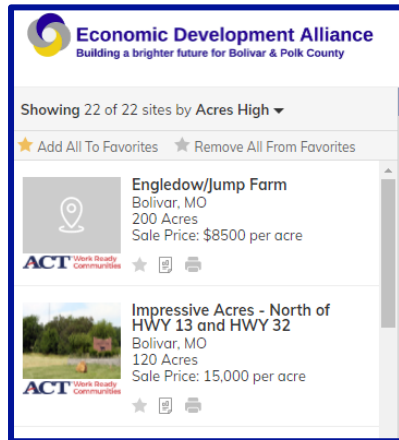 Economic Development Alliance
Building a brighter future for Bolivar & Polk County
Showing 22 of 22 sites by Acres High
Add All To Favorites Remove All From Favorites
Engledow/Jump Farm
Bolivar, MO
200 Acres
Sale Price: $8500 per acre
ACT Work Ready
Communities
Impressive Acres - North of
HWY 13 and HWY 32
Bolivar, MO
120 Acres
Sale Price: 15,000 per acre
ACT Work Ready
Communities